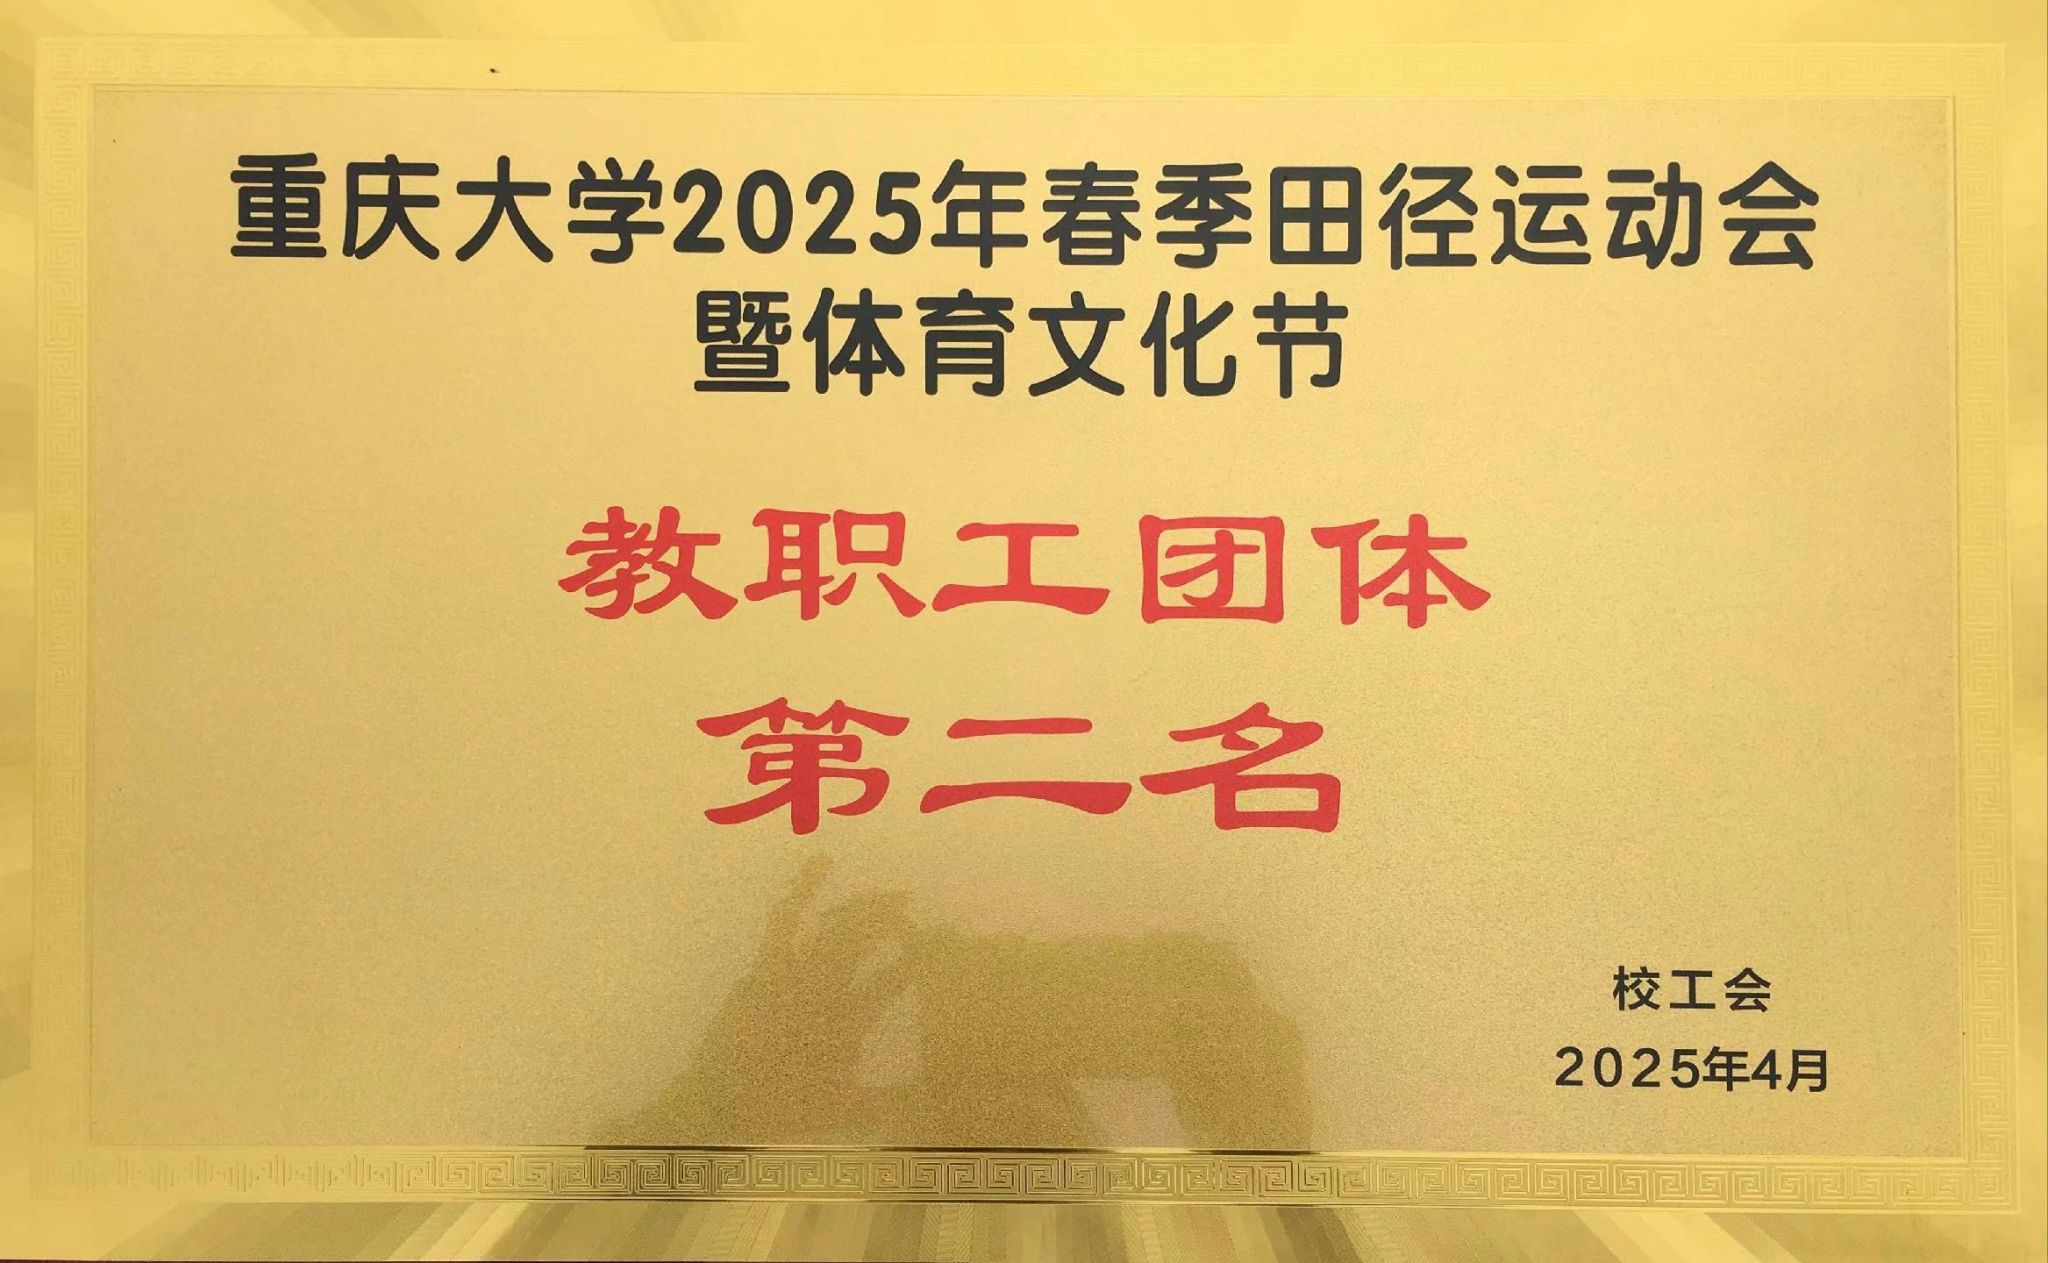 重庆大学2025年春季田径运动会
暨体育文化节
教职工团体
第二名
校工会
2025年4月